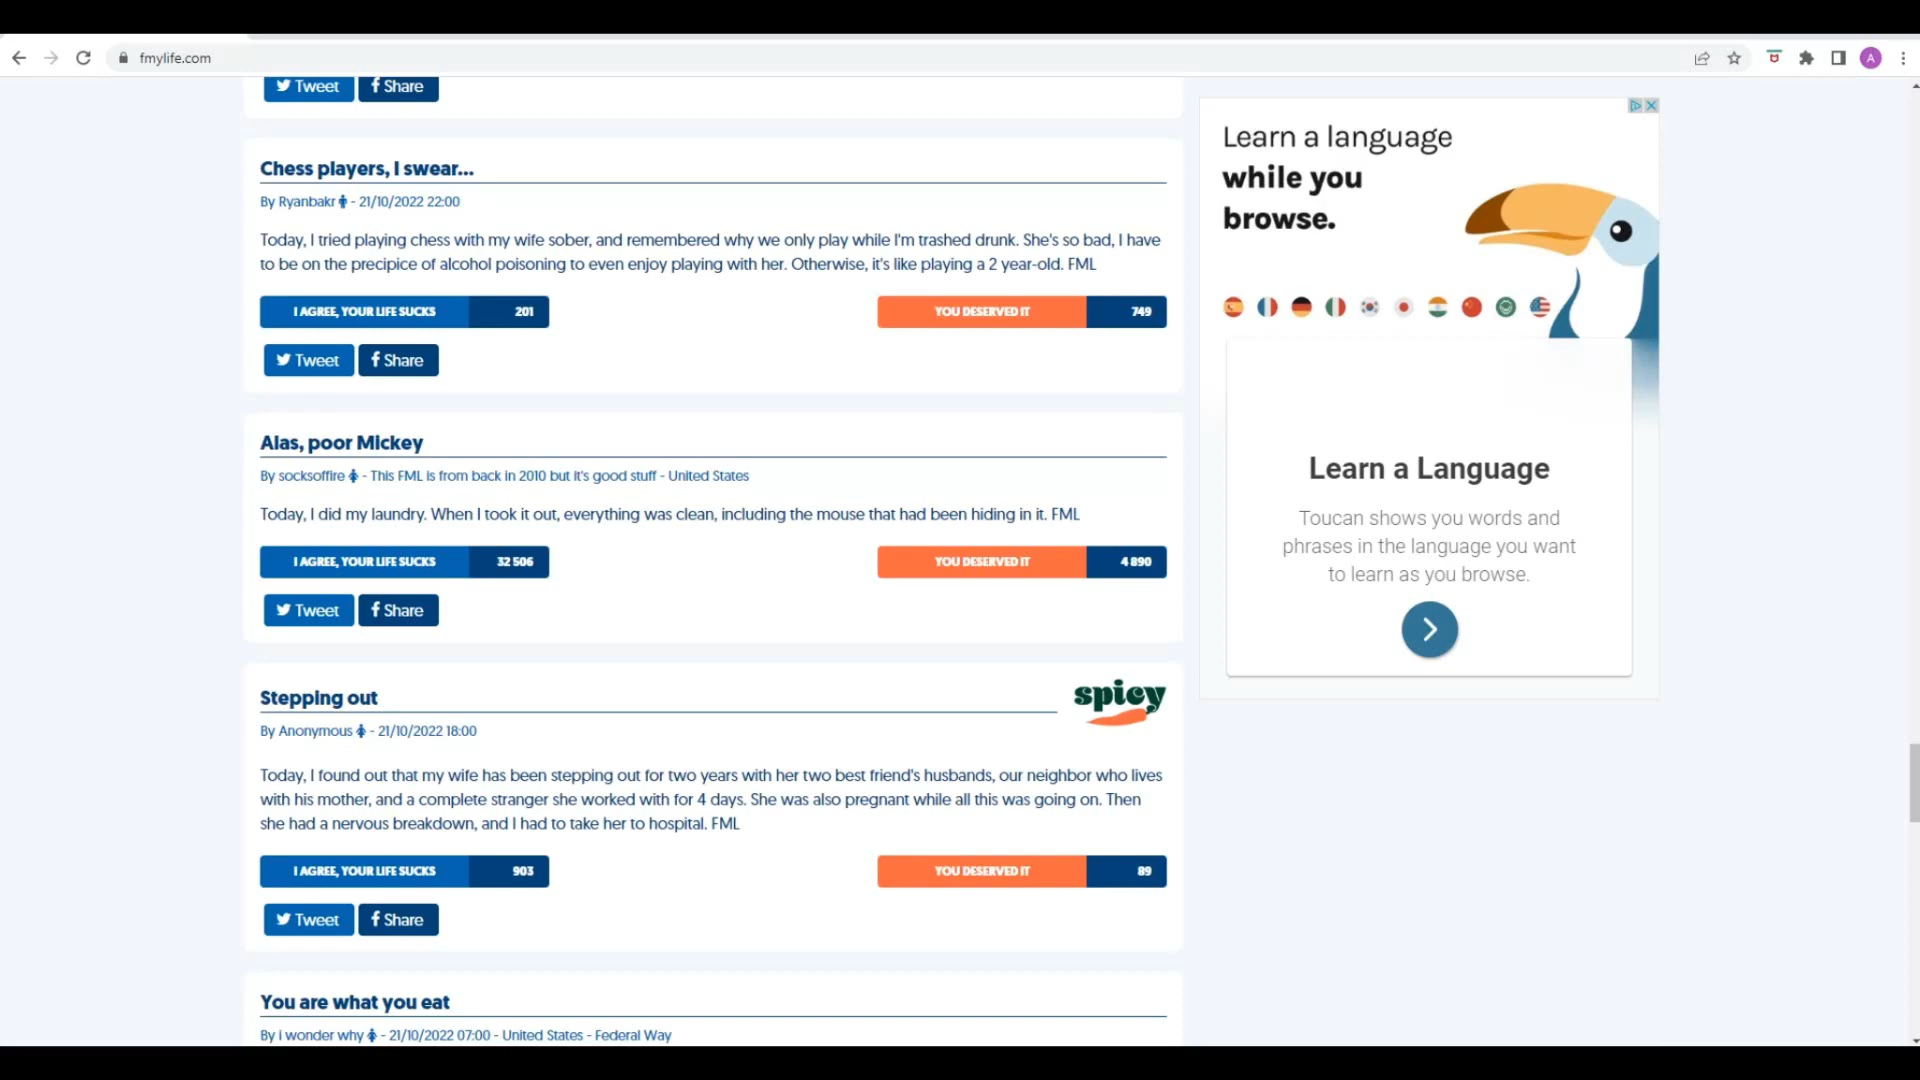 fmylife.com
A
Tweet Share
Chess players, I swear...
By Ryanbakr - 21/10/2022 22:00
Today, I tried playing chess with my wife sober, and remembered why we only play while I'm trashed drunk. She's so bad, I have
to be on the precipice of alcohol poisoning to even enjoy playing with her. Otherwise, it's like playing a 2 year-old. FML
I AGREE, YOUR LIFE SUCKS 201 YOU DESERVED IT 749
Tweet Share
Alas, poor Mickey
By socksoffire - This FML is from back in 2010 but it's good stuff - United States
Today, I did my laundry. When I took it out, everything was clean, including the mouse that had been hiding in it. FML
I AGREE, YOUR LIFE SUCKS 32 506 YOU DESERVED IT 4 890
Tweet Share
Stepping out
spicy
By Anonymous - 21/10/2022 18:00
Today, I found out that my wife has been stepping out for two years with her two best friend's husbands, our neighbor who lives
with his mother, and a complete stranger she worked with for 4 days. She was also pregnant while all this was going on. Then
she had a nervous breakdown, and I had to take her to hospital. FML
I AGREE, YOUR LIFE SUCKS 903 YOU DESERVED IT 89
Tweet Share
You are what you eat
By i wonder why - 21/10/2022 07:00 - United States - Federal Way
Learn a language
while you
browse.
Learn a Language
Toucan shows you words and
phrases in the language you want
to learn as you browse.